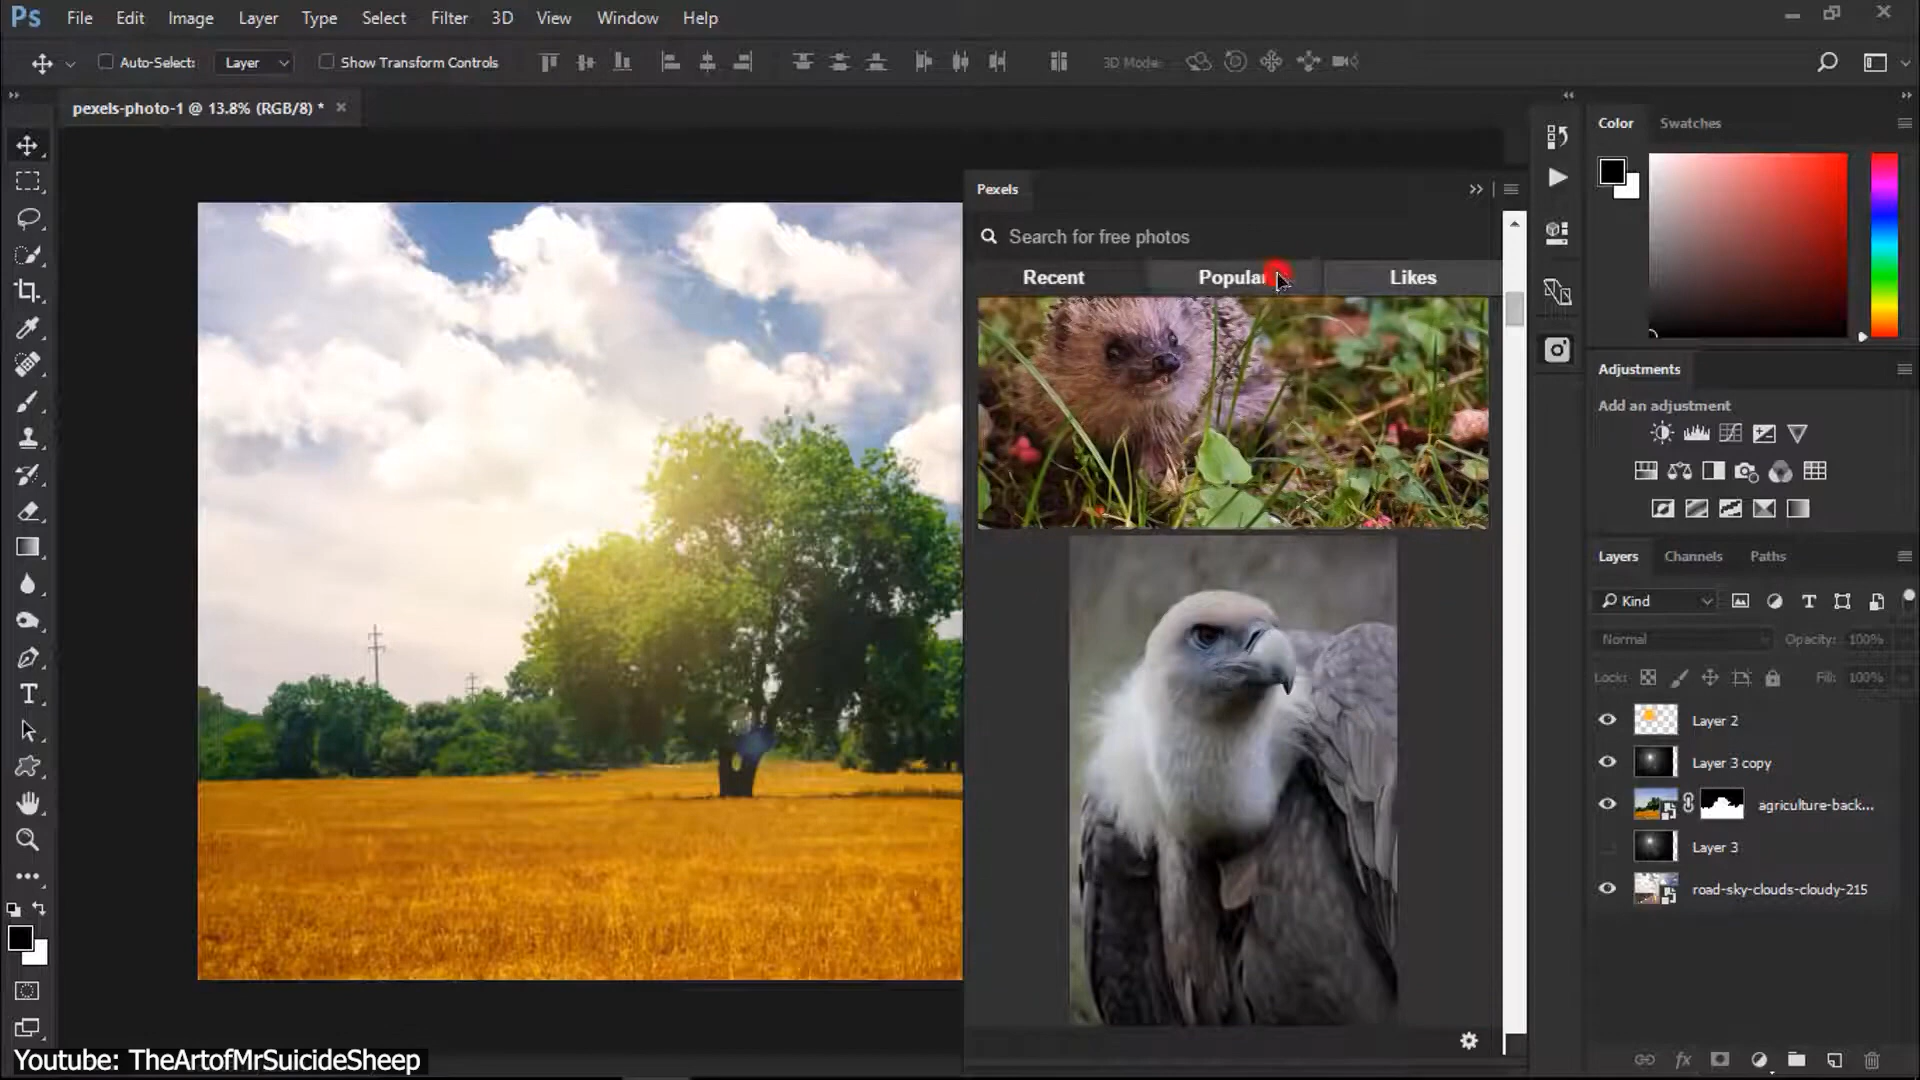 Ps File Edit Image Layer Type Select Filter 3D View Window Help
Auto-Select: Layer Show Transform Controls 3D Mode
pexels-photo-1 @ 13.8% (RGB/8) *
Pexels
Search for free photos
Recent Popular Likes
Color Swatches
Adjustments
Add an adjustment
Layers Channels Paths
Kind
Normal Opacity: 100%
Lock: Fill: 100%
Layer 2
Layer 3 copy
agriculture-back...
Layer 3
road-sky-clouds-cloudy-215
fx
Youtube: TheArtofMrSuicideSheep